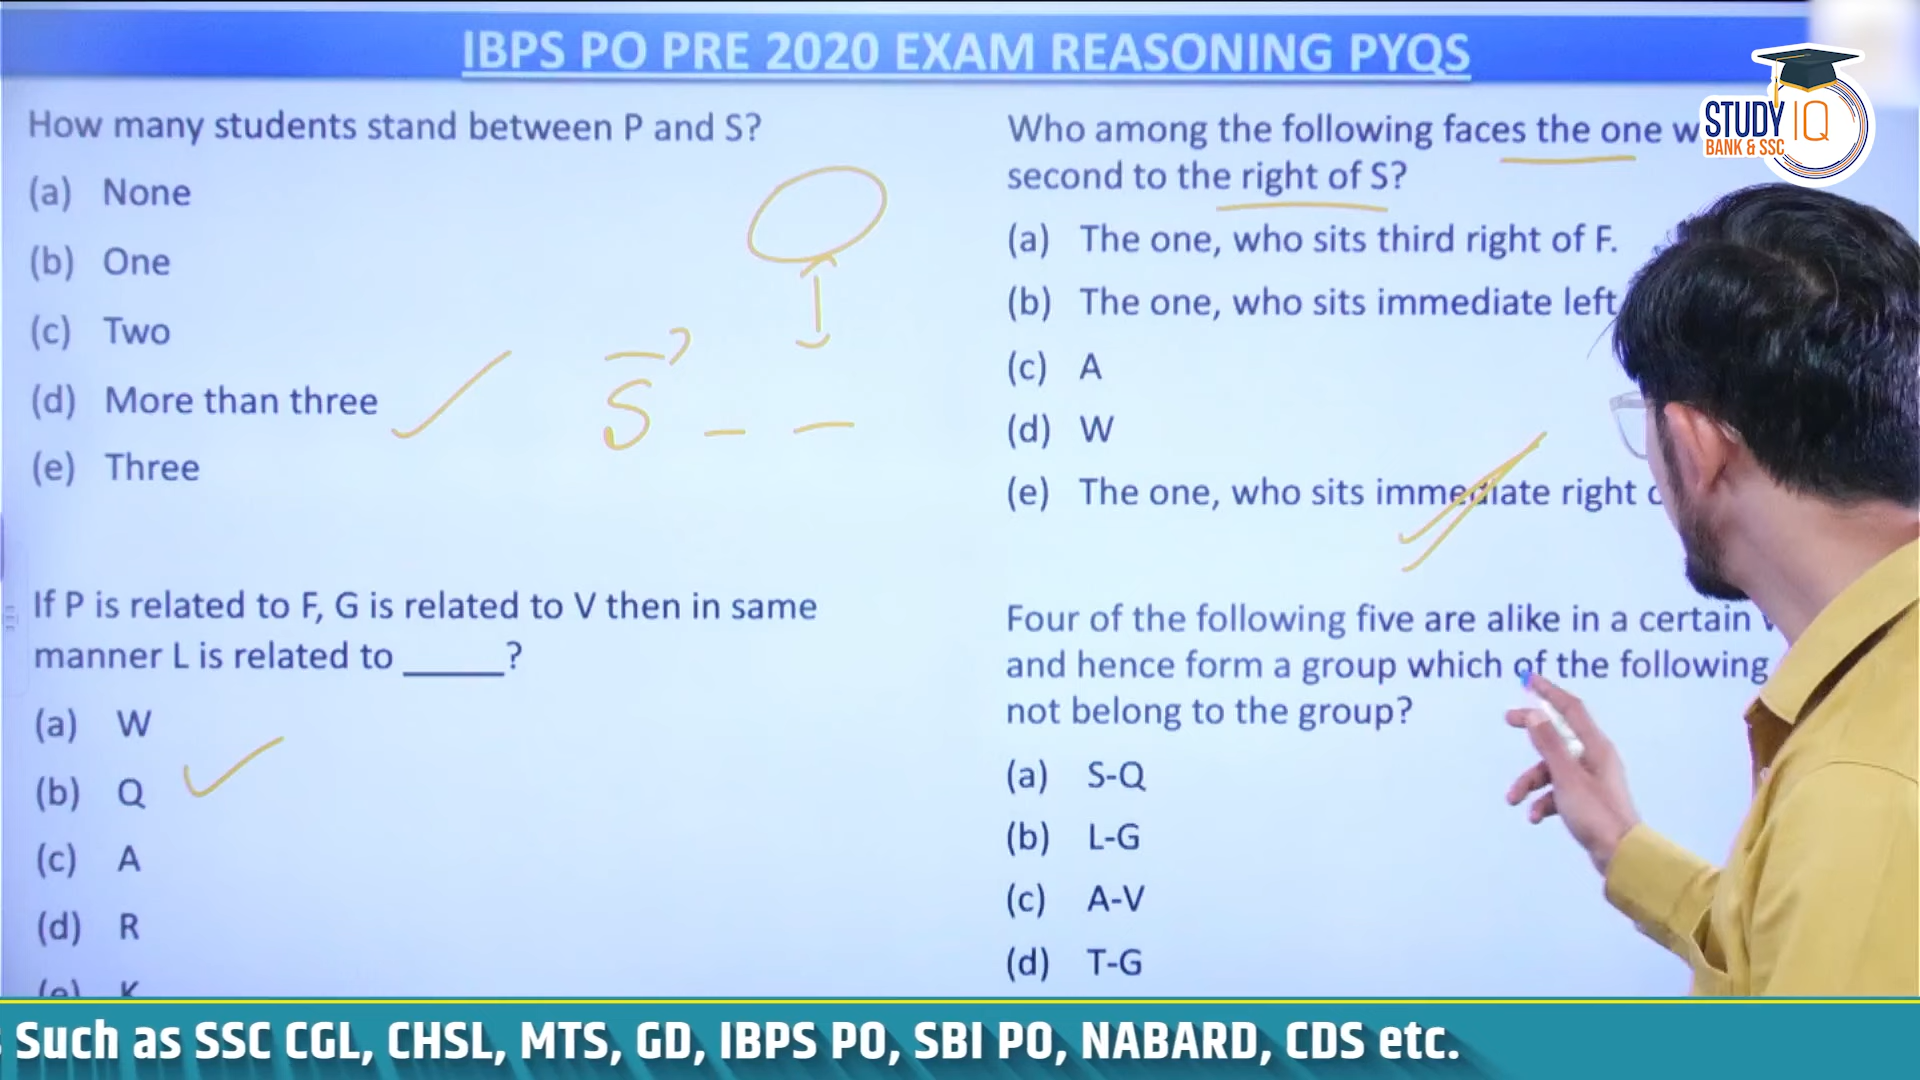 IBPS PO PRE 2020 EXAM REASONING PYQS
STUDY IQ
BANK & SSC
How many students stand between P and S?
(a) None
(b) One
(c) Two
(d) More than three
(e) Three
S
If P is related to F, G is related to V then in same
manner L is related to ______?
(a) W
(b) Q
(c) A
(d) R
(e) K
Who among the following faces the one
second to the right of S?
(a) The one, who sits third right of F.
(b) The one, who sits immediate left
(c) A
(d) W
(e) The one, who sits immediate right
Four of the following five are alike in a certain
and hence form a group which of the following
not belong to the group?
(a) S-Q
(b) L-G
(c) A-V
(d) T-G
Such as SSC CGL, CHSL, MTS, GD, IBPS PO, SBI PO, NABARD, CDS etc.